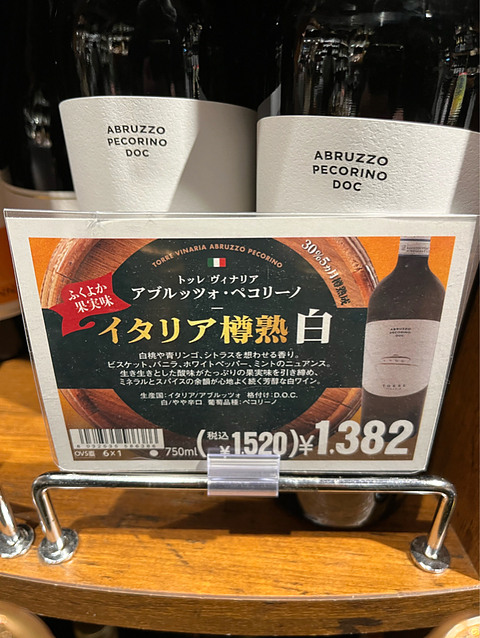 ABRUZZO
PECORINO
DOC
ABRUZZO
PECORINO
DOC
TORRE VINARIA ABRUZZO PECORINO
30%5ヵ月樽熟成
ふくよか
果実味
トッレ ヴィナリア
アブルッツォ・ペコリーノ
イタリア樽熟 白
白桃や青リンゴ、シトラスを想わせる香り。
ビスケット、バニラ、ホワイトペッパー、ミントのニュアンス。
生き生きとした酸味がたっぷりの果実味を引き締め、
ミネラルとスパイスの余韻が心地よく続く芳醇な白ワイン。
生産国:イタリア/アブルッツォ 格付け:D.O.C.
白/やや辛口 葡萄品種:ペコリーノ
ABRUZZO
PECORINO
DOC
TORRE
6×1
750ml
(税込
¥1,520)
¥1,382